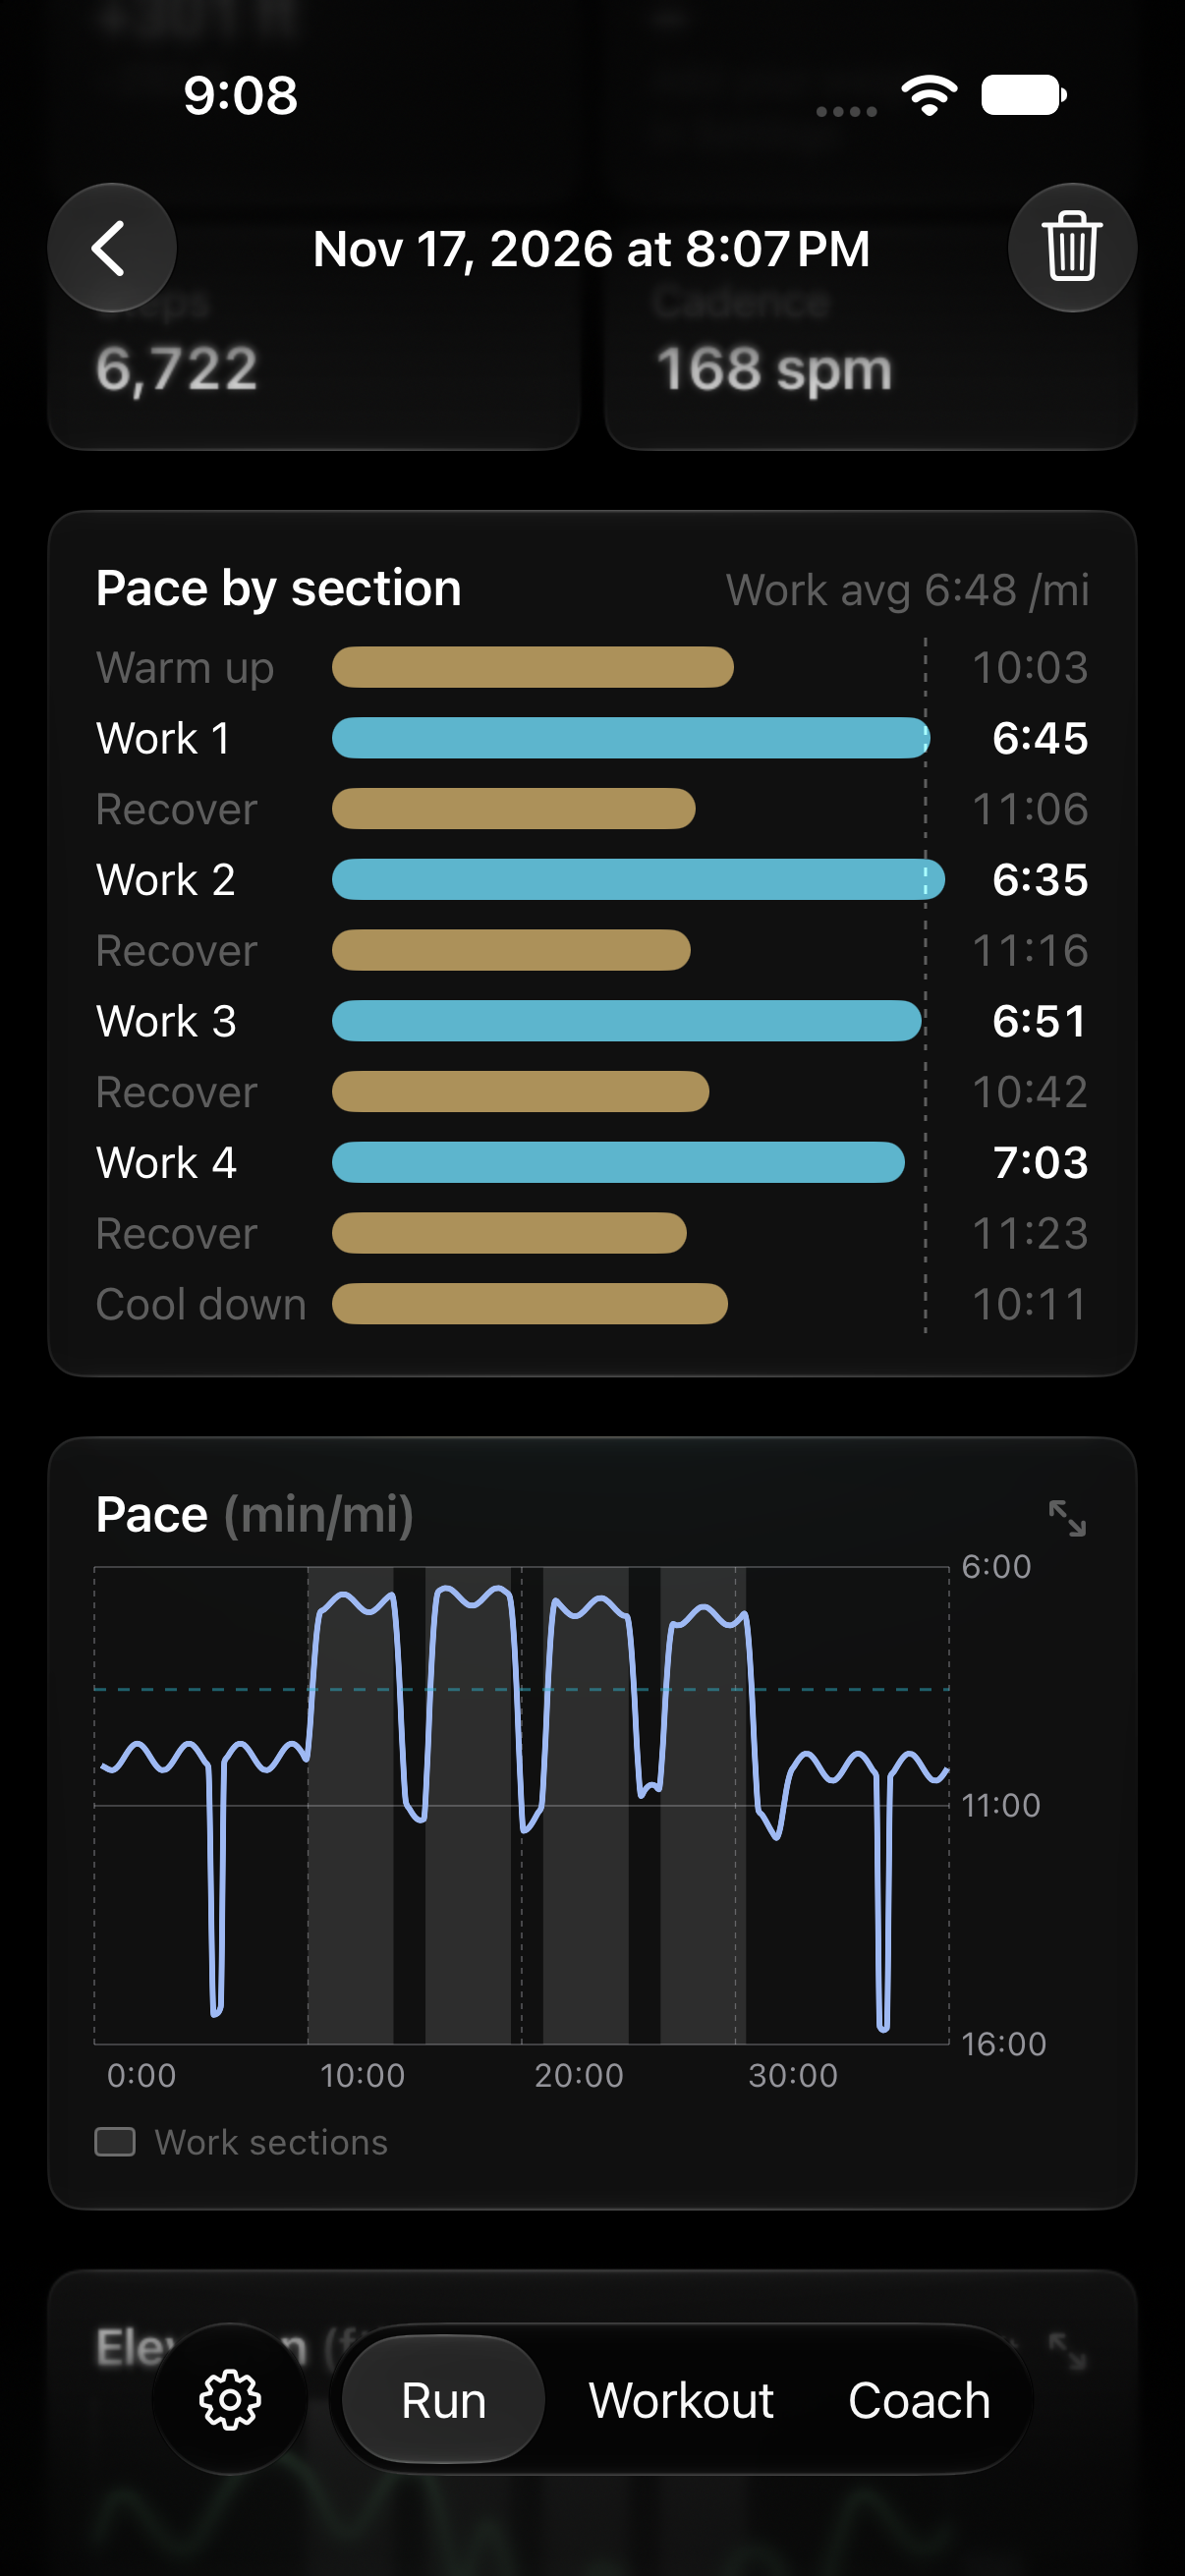 +301 ft
9:08
Nov 17, 2026 at 8:07 PM
Steps
Cadence
6,722
168 spm
Pace by section
Work avg 6:48 /mi
Warm up 10:03
Work 1 6:45
Recover 11:06
Work 2 6:35
Recover 11:16
Work 3 6:51
Recover 10:42
Work 4 7:03
Recover 11:23
Cool down 10:11
Pace (min/mi)
6:00
11:00
16:00
0:00 10:00 20:00 30:00
Work sections
Run Workout Coach